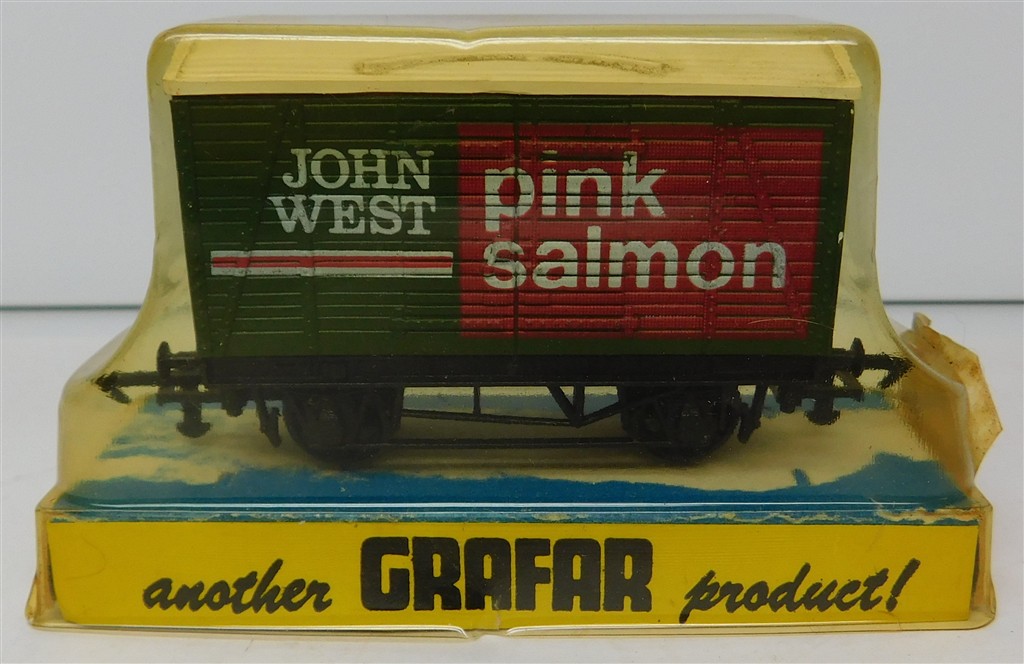 JOHN
WEST
pink
salmon
another GRAFAR product!